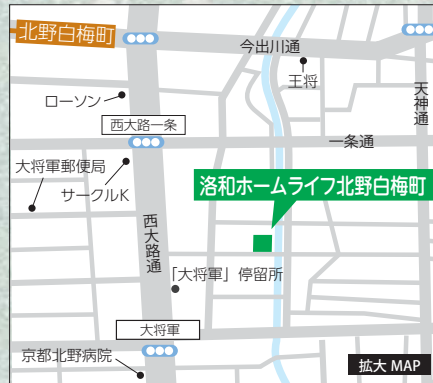 北野白梅町
今出川通
王将
天神通
ローソン
西大路一条
一条通
大将軍郵便局
サークルK
洛和ホームライフ北野白梅町
西大路通
「大将軍」停留所
大将軍
京都北野病院
拡大 MAP